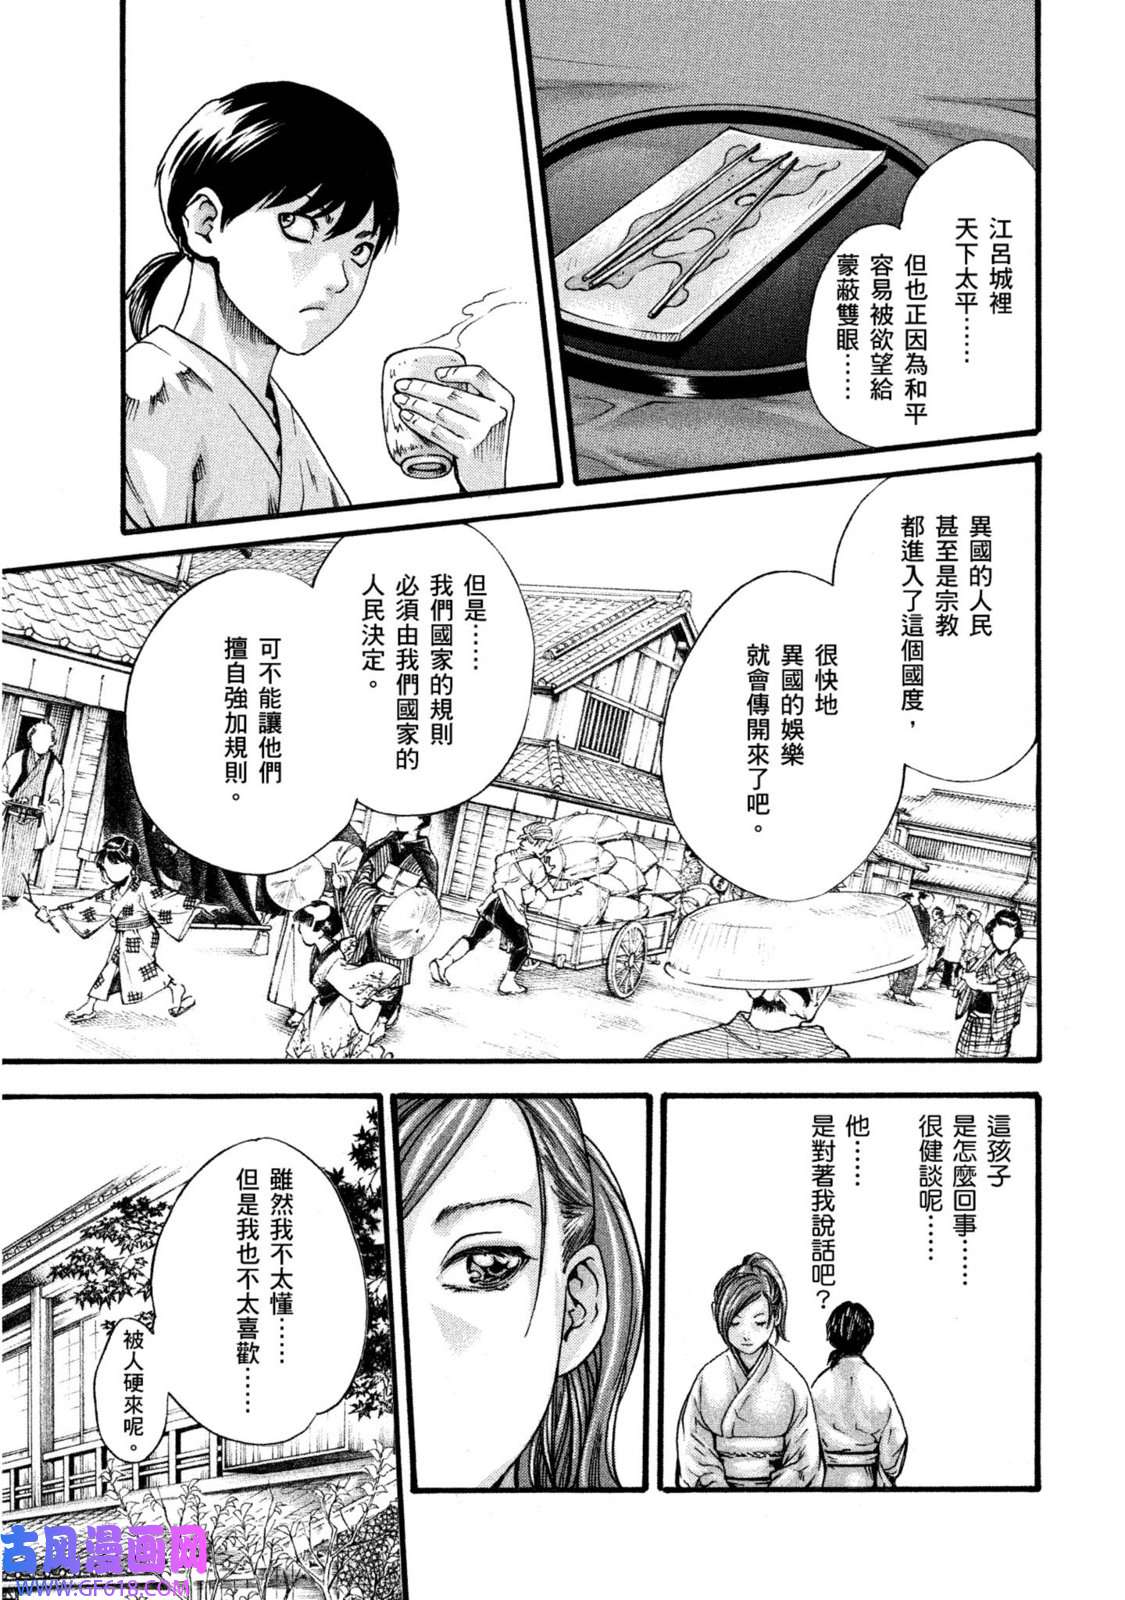 江呂城裡
天下太平……
但也正因為和平
容易被欲望給
蒙蔽雙眼……
異國的人民
甚至是宗教
都進入了這個國度，
很快地
異國的娛樂
就會傳開來了吧。
但是……
我們國家的規則
必須由我們國家的
人民決定。
可不能讓他們
擅自強加規則。
這孩子
是怎麼回事……
很健談呢……
他……
是對著我說話吧？
雖然我不太懂……
但是我也不太喜歡……
被人硬來呢。
古风漫画网
WWW.GF618.COM